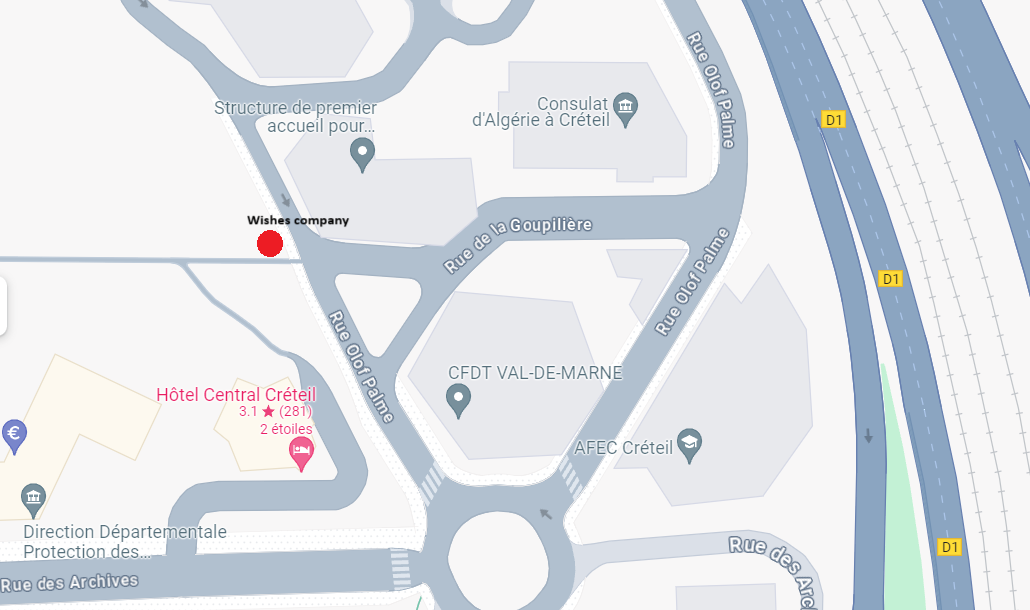 Rue Olof Palme
D1
Structure de premier
accueil pour...
Consulat
d'Algérie à Créteil
Wishes company
Rue de la Goupilière
D1
Rue Olof Palme
Rue Olof Palme
CFDT VAL-DE-MARNE
Hôtel Central Créteil
3.1 ★ (281)
2 étoiles
€
AFEC Créteil
Direction Départementale
Protection des...
D1
Rue des Archives
Rue des Arc